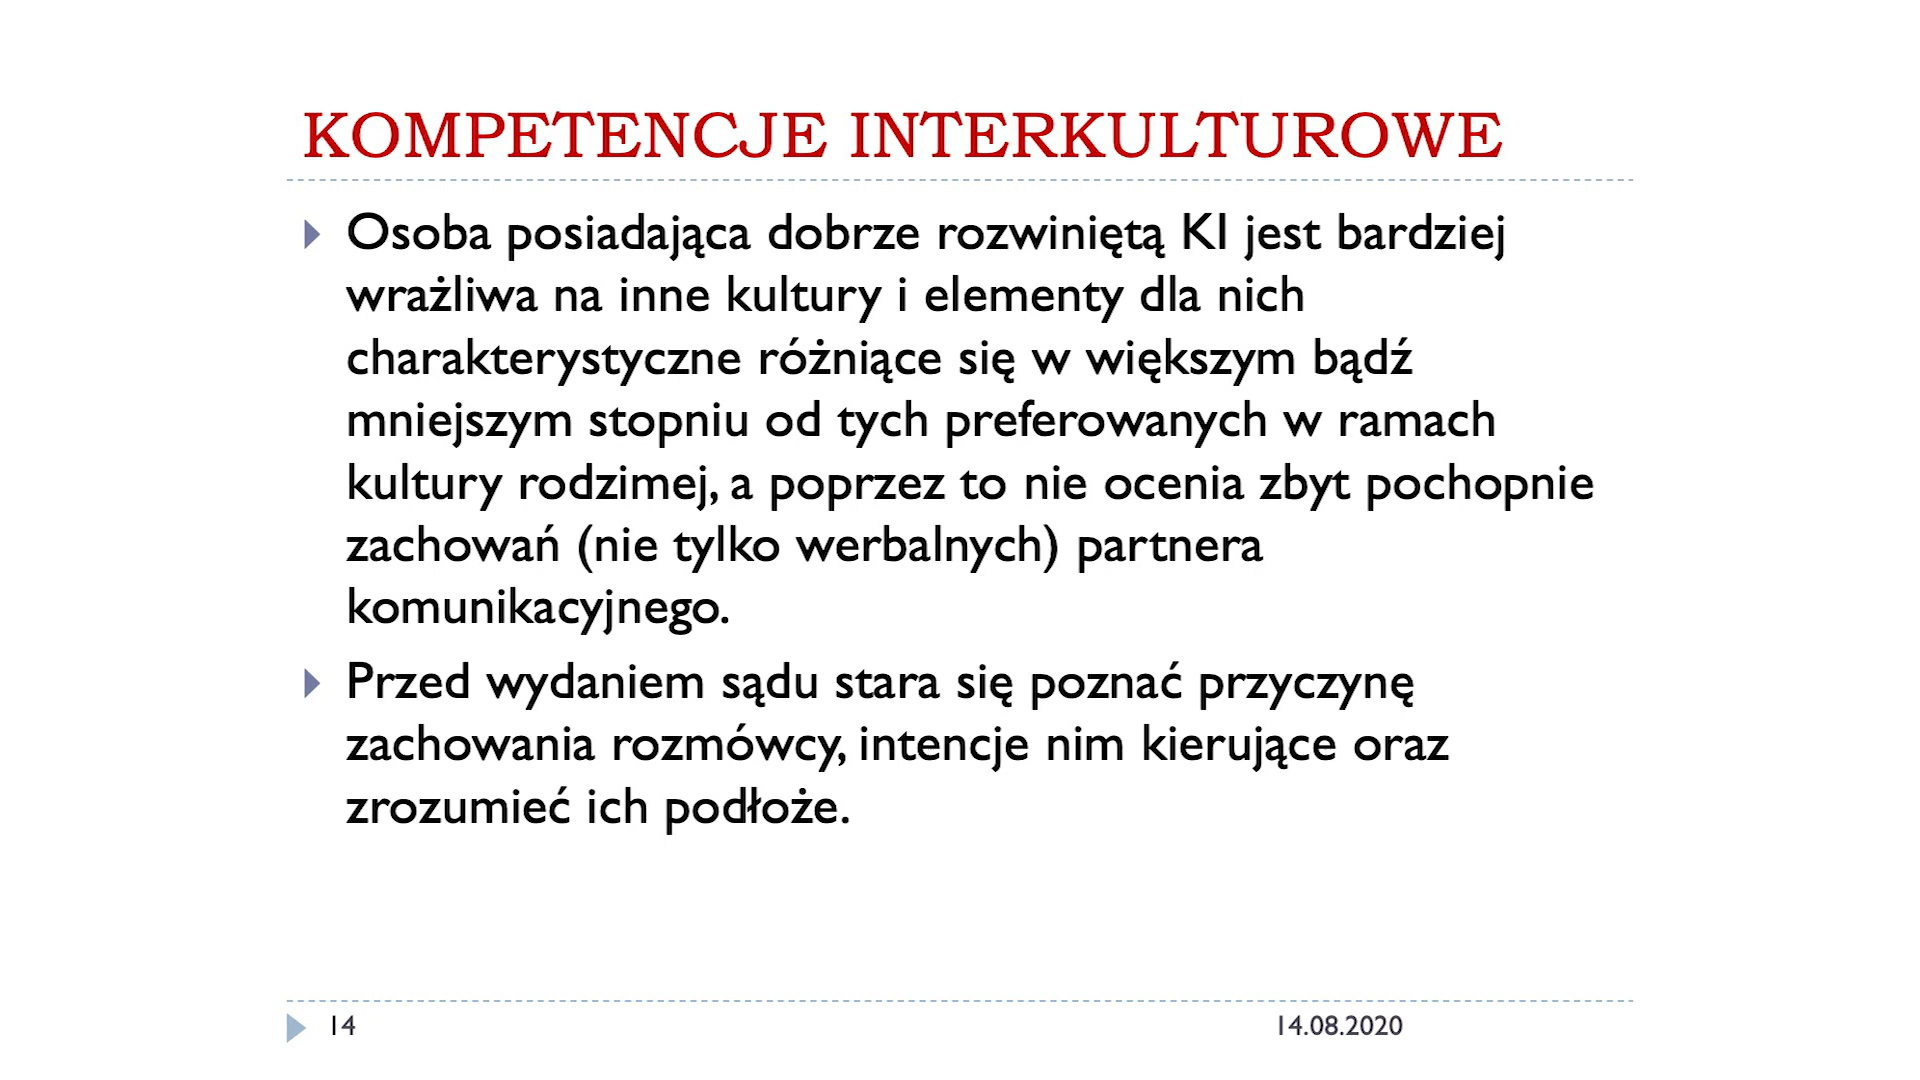 KOMPETENCJE INTERKULTUROWE
Osoba posiadająca dobrze rozwiniętą KI jest bardziej
wrażliwa na inne kultury i elementy dla nich
charakterystyczne różniące się w większym bądź
mniejszym stopniu od tych preferowanych w ramach
kultury rodzimej, a poprzez to nie ocenia zbyt pochopnie
zachowań (nie tylko werbalnych) partnera
komunikacyjnego.
Przed wydaniem sądu stara się poznać przyczynę
zachowania rozmówcy, intencje nim kierujące oraz
zrozumieć ich podłoże.
14
14.08.2020